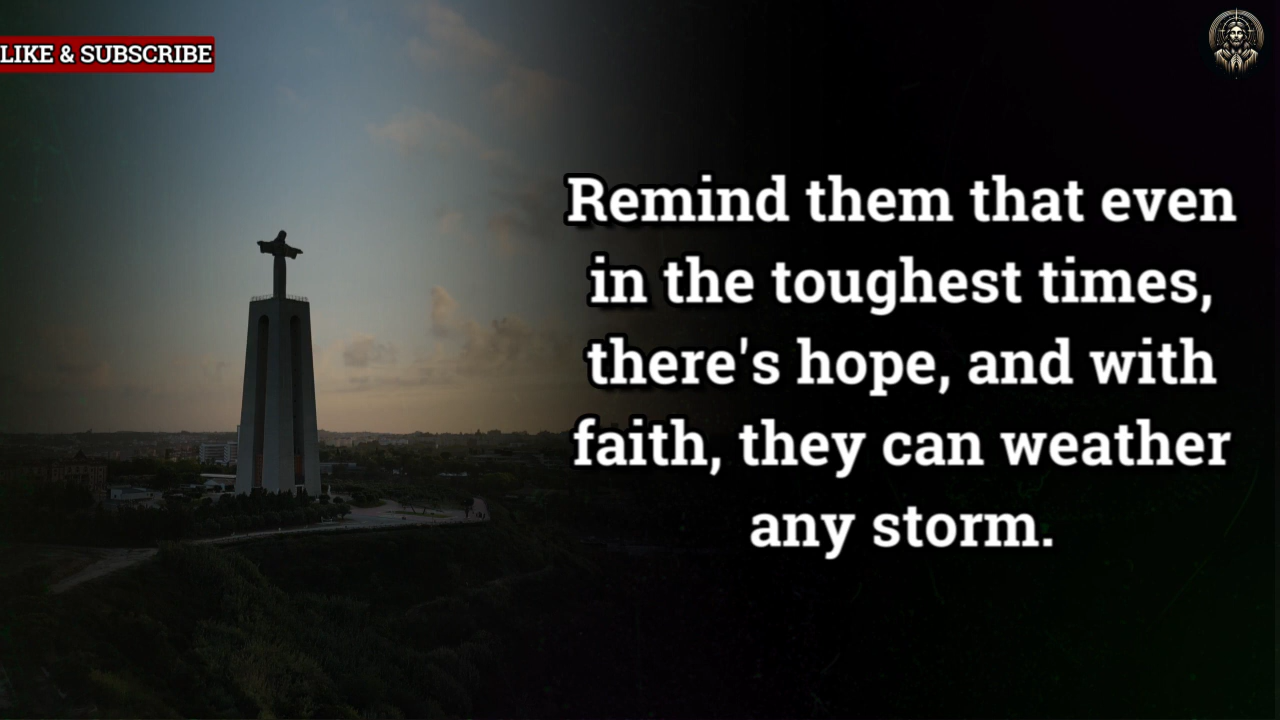 LIKE & SUBSCRIBE
Remind them that even
in the toughest times,
there's hope, and with
faith, they can weather
any storm.